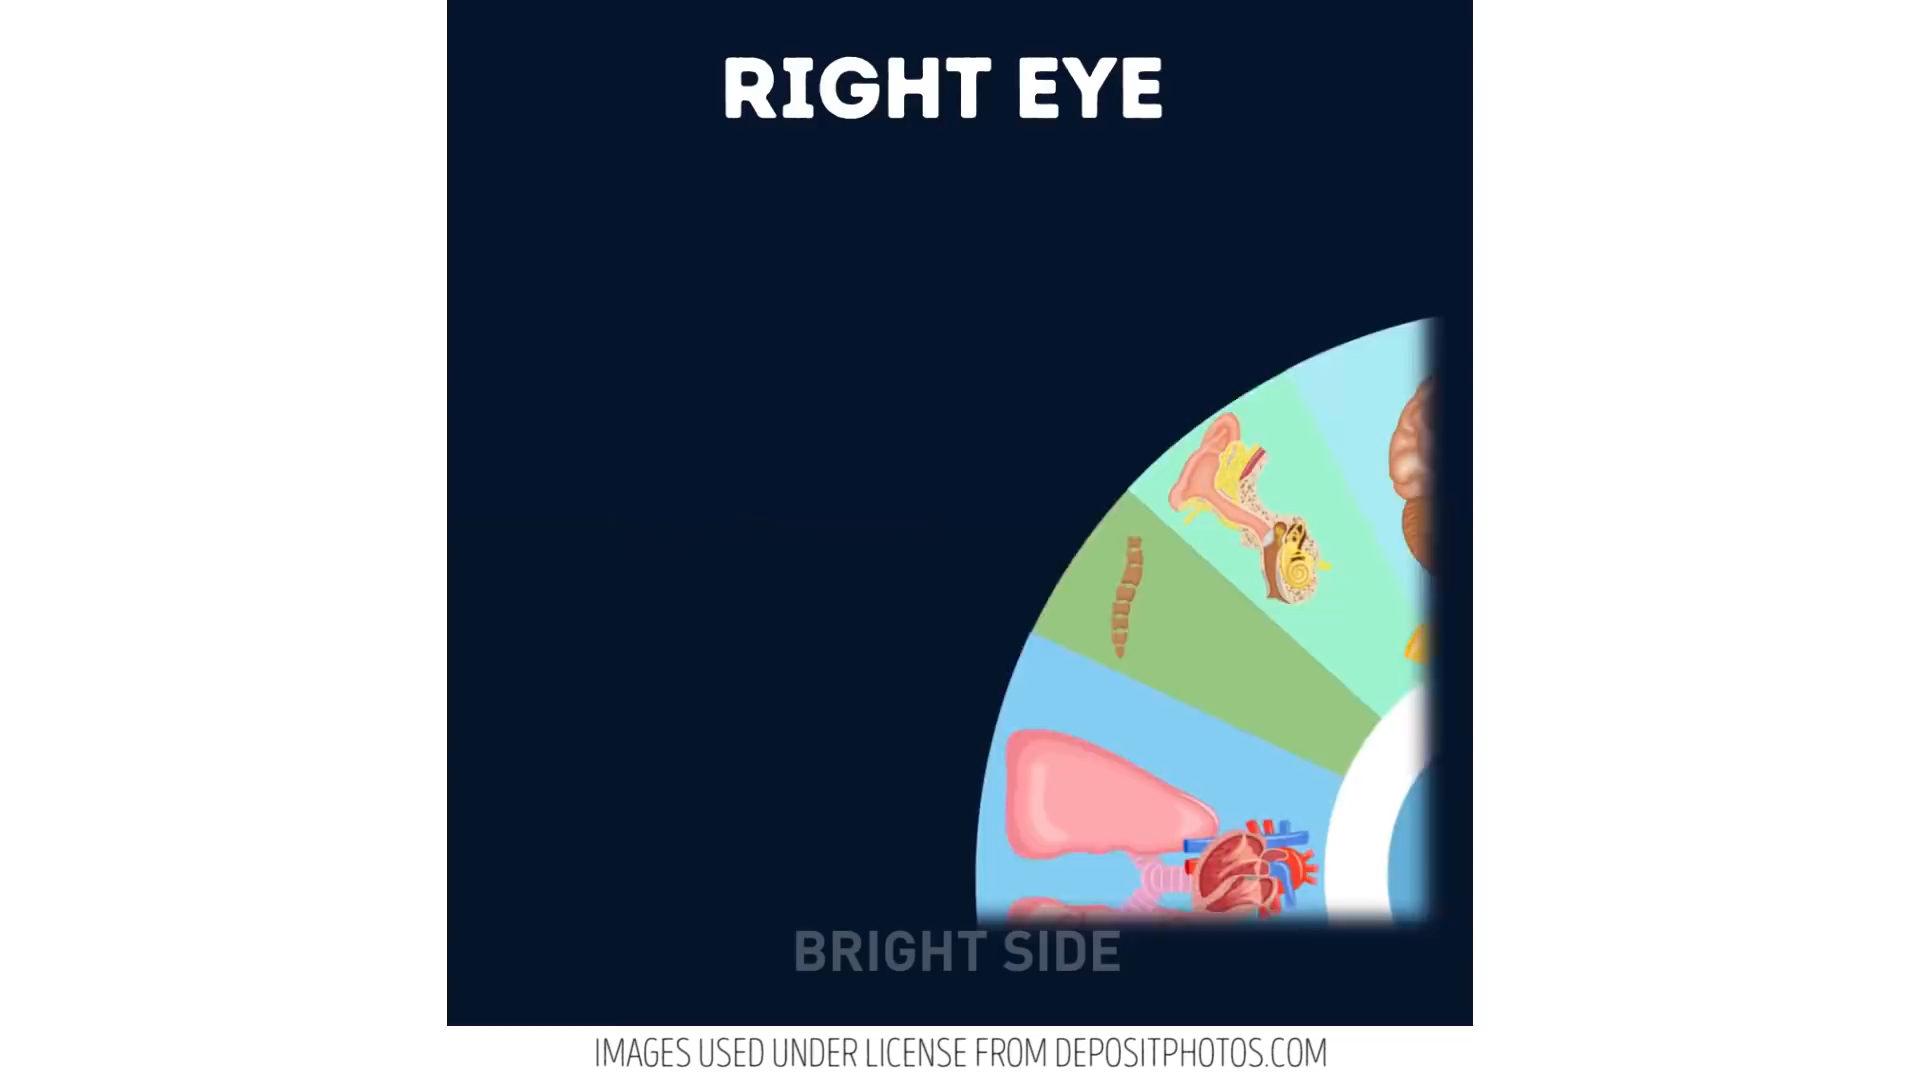 RIGHT EYE
BRIGHT SIDE
IMAGES USED UNDER LICENSE FROM DEPOSITPHOTOS.COM